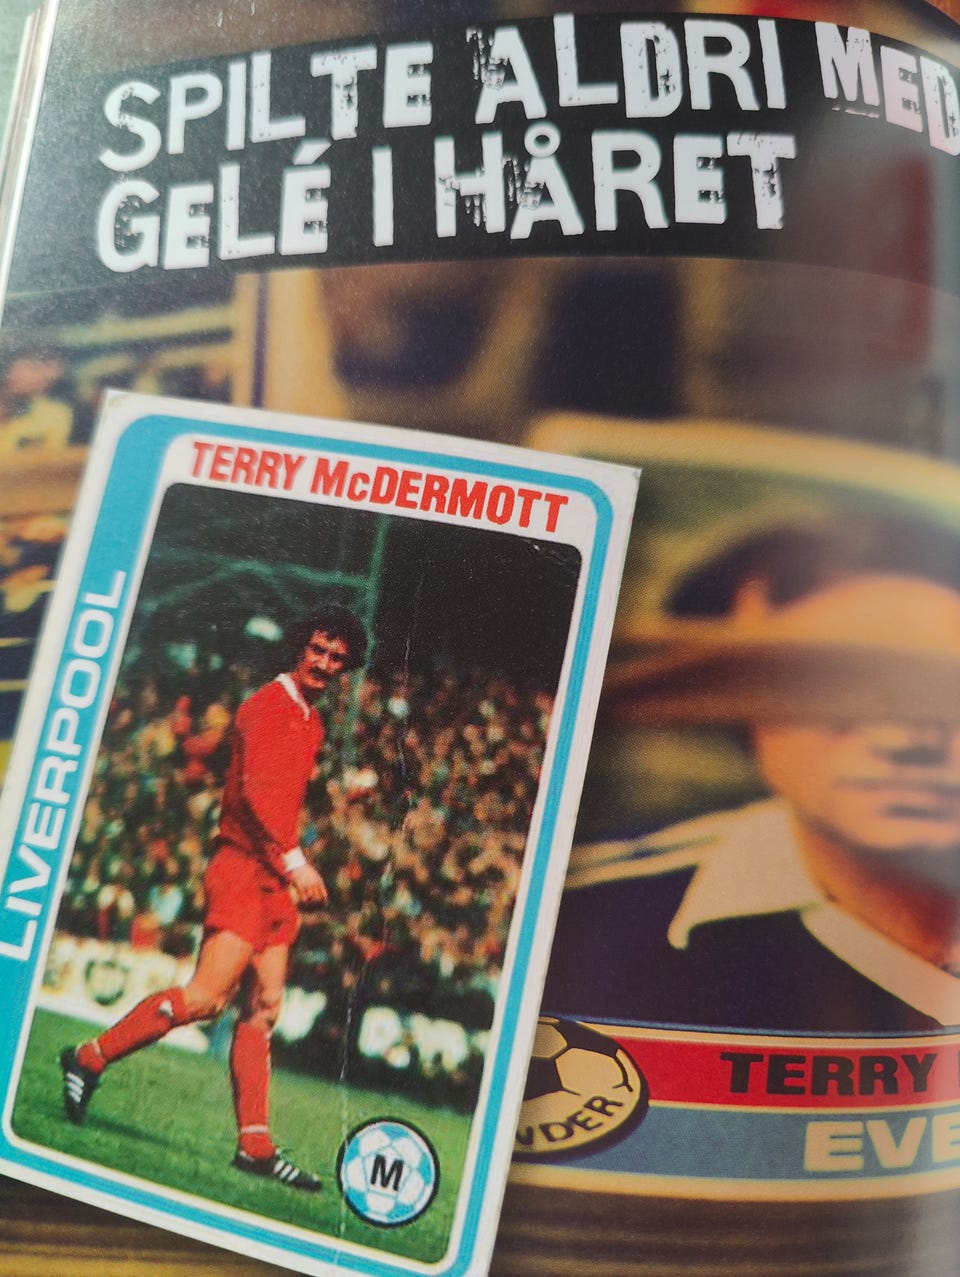 SPILTE ALDRI MED
GELÉ I HÅRET
TERRY McDERMOTT
LIVERPOOL
M
TERRY
EVE